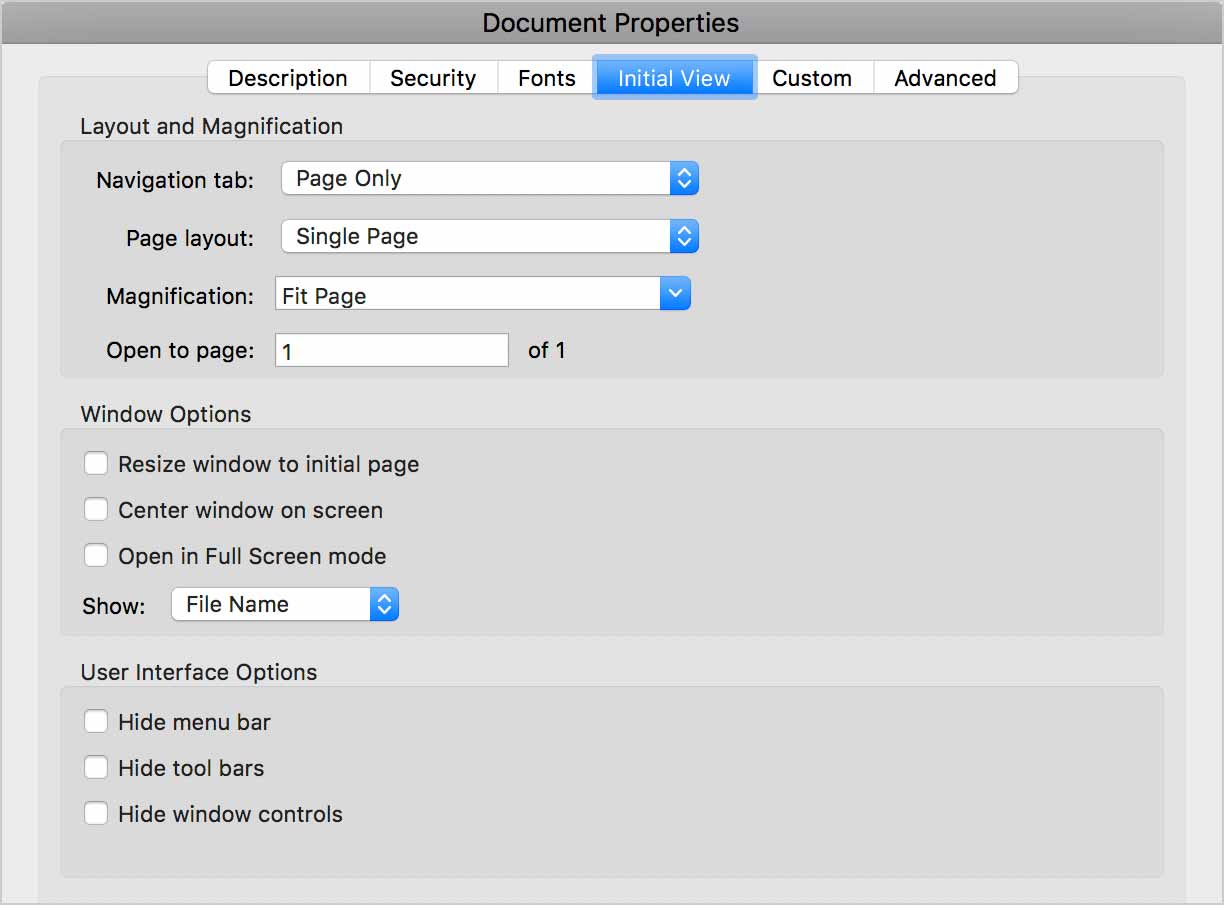 Document Properties
Description Security Fonts Initial View Custom Advanced
Layout and Magnification
Navigation tab: Page Only
Page layout: Single Page
Magnification: Fit Page
Open to page: 1 of 1
Window Options
Resize window to initial page
Center window on screen
Open in Full Screen mode
Show: File Name
User Interface Options
Hide menu bar
Hide tool bars
Hide window controls